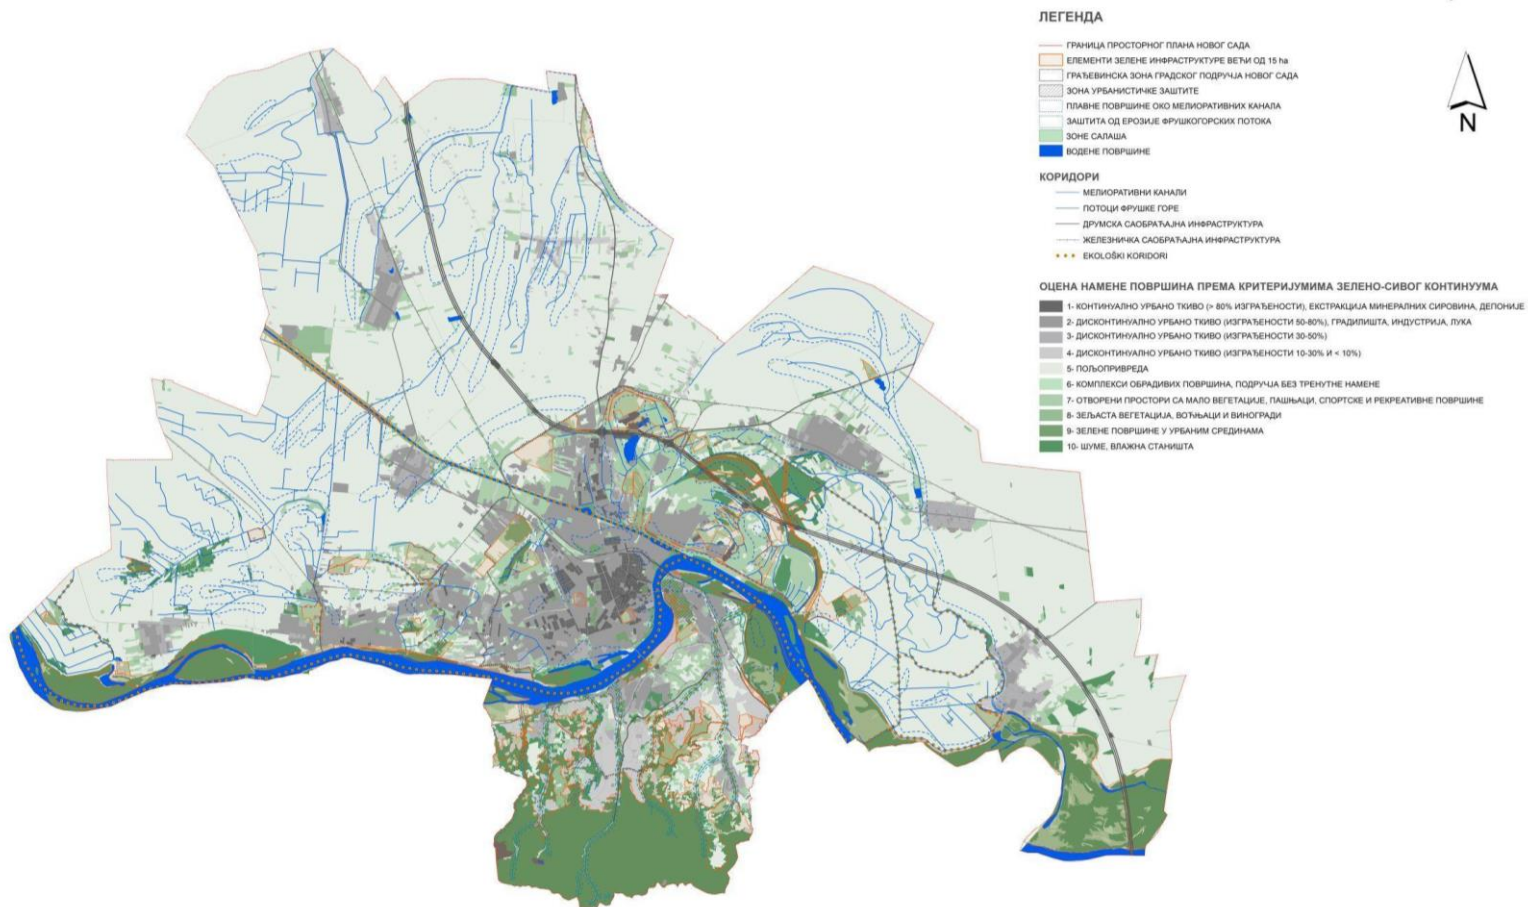 ЛЕГЕНДА
ГРАНИЦА ПРОСТОРНОГ ПЛАНА НОВОГ САДА
ЕЛЕМЕНТИ ЗЕЛЕНЕ ИНФРАСТРУКТУРЕ ВЕЋИ ОД 15 ha
ГРАЂЕВИНСКА ЗОНА ГРАДСКОГ ПОДРУЧЈА НОВОГ САДА
ЗОНА УРБАНИСТИЧКЕ ЗАШТИТЕ
ПЛАВНЕ ПОВРШИНЕ ОКО МЕЛИОРАТИВНИХ КАНАЛА
ЗАШТИТА ОД ЕРОЗИЈЕ ФРУШКОГОРСКИХ ПОТОКА
ЗОНЕ САЛАША
ВОДЕНЕ ПОВРШИНЕ
N
КОРИДОРИ
МЕЛИОРАТИВНИ КАНАЛИ
ПОТОЦИ ФРУШКЕ ГОРЕ
ДРУМСКА САОБРАЋАЈНА ИНФРАСТРУКТУРА
ЖЕЛЕЗНИЧКА САОБРАЋАЈНА ИНФРАСТРУКТУРА
EKOLOŠKI KORIDORI
ОЦЕНА НАМЕНЕ ПОВРШИНА ПРЕМА КРИТЕРИЈУМИМА ЗЕЛЕНО-СИВОГ КОНТИНУУМА
1- КОНТИНУАЛНО УРБАНО ТКИВО (> 80% ИЗГРАЂЕНОСТИ), ЕКСТРАКЦИЈА МИНЕРАЛНИХ СИРОВИНА, ДЕПОНИЈЕ
2- ДИСКОНТИНУАЛНО УРБАНО ТКИВО (ИЗГРАЂЕНОСТИ 50-80%), ГРАДИЛИШТА, ИНДУСТРИЈА, ЛУКА
3- ДИСКОНТИНУАЛНО УРБАНО ТКИВО (ИЗГРАЂЕНОСТИ 30-50%)
4- ДИСКОНТИНУАЛНО УРБАНО ТКИВО (ИЗГРАЂЕНОСТИ 10-30% И < 10%)
5- ПОЉОПРИВРЕДА
6- КОМПЛЕКСИ ОБРАДИВИХ ПОВРШИНА, ПОДРУЧЈА БЕЗ ТРЕНУТНЕ НАМЕНЕ
7- ОТВОРЕНИ ПРОСТОРИ СА МАЛО ВЕГЕТАЦИЈЕ, ПАШЊАЦИ, СПОРТСКЕ И РЕКРЕАТИВНЕ ПОВРШИНЕ
8- ЗЕЉАСТА ВЕГЕТАЦИЈА, ВОЋЊАЦИ И ВИНОГРАДИ
9- ЗЕЛЕНЕ ПОВРШИНЕ У УРБАНИМ СРЕДИНАМА
10- ШУМЕ, ВЛАЖНА СТАНИШТА